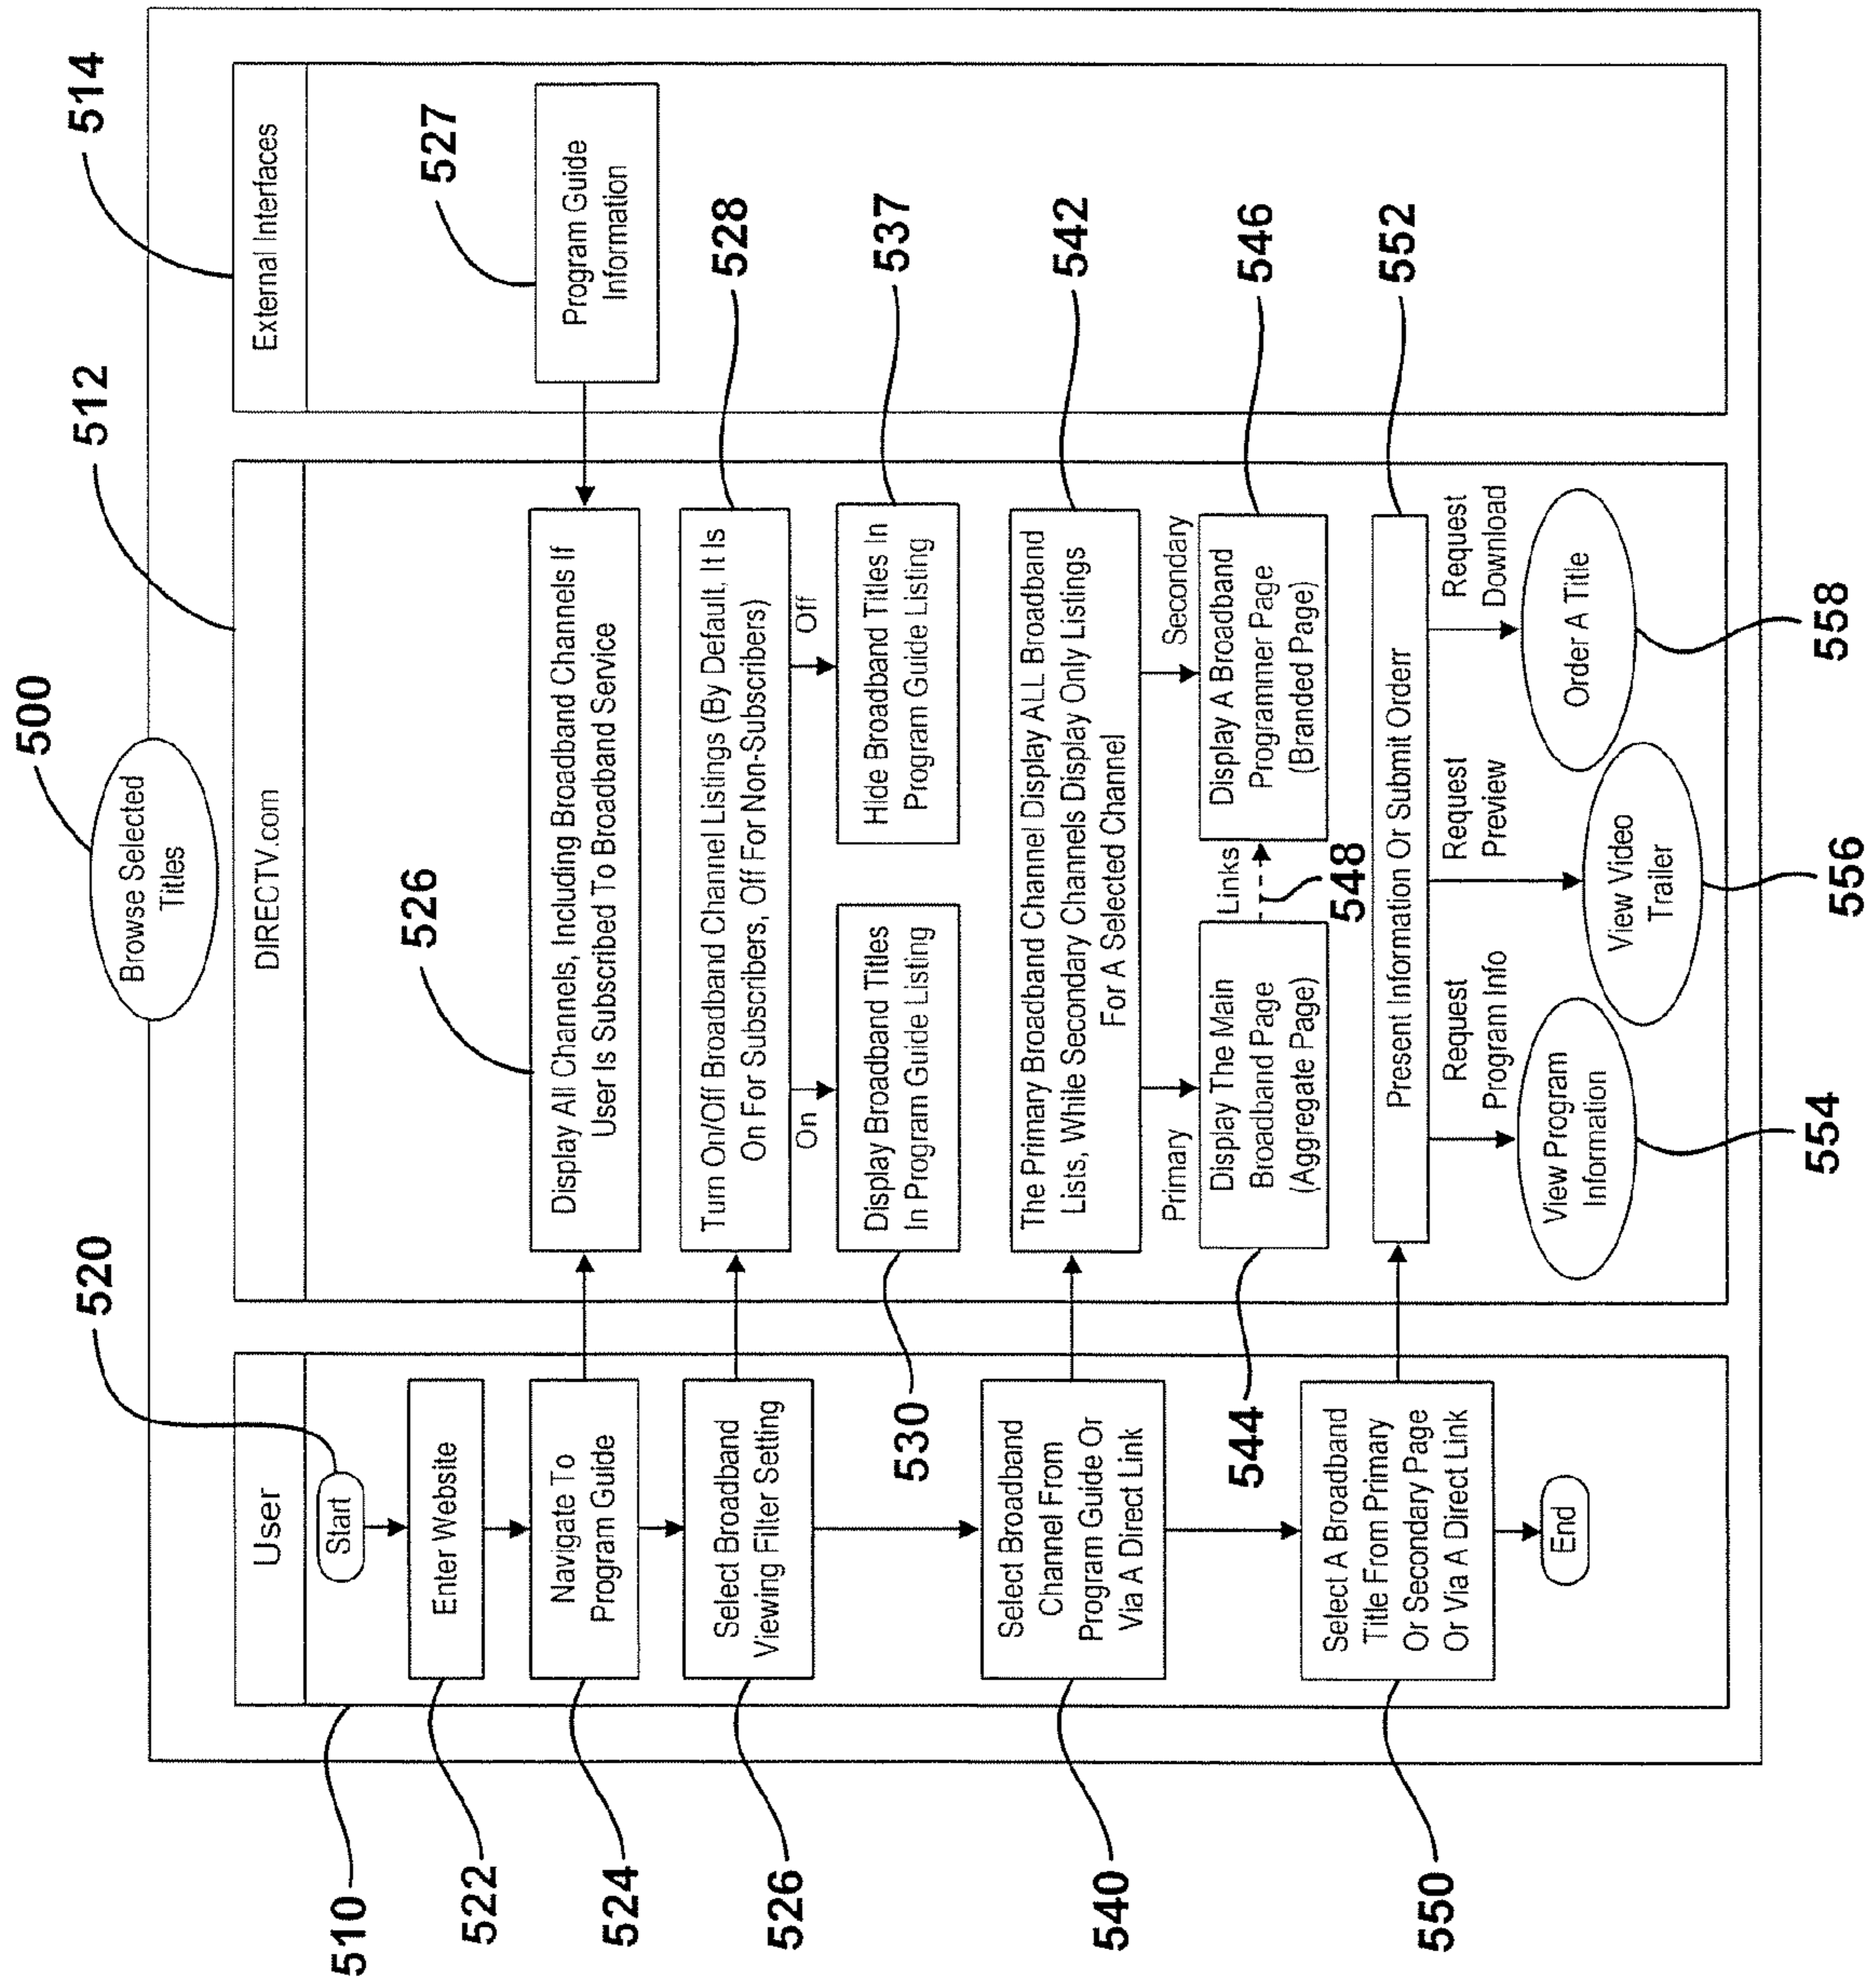 500
Browse Selected
Titles
510
User
520
Start
522
Enter Website
524
Navigate To
Program Guide
526
Select Broadband
Viewing Filter Setting
540
Select Broadband
Channel From
Program Guide Or
Via A Direct Link
550
Select A Broadband
Title From Primary
Or Secondary Page
Or Via A Direct Link
End
512
DIRECTV.com
526
Display All Channels, Including Broadband Channels If
User Is Subscribed To Broadband Service
528
Turn On/Off Broadband Channel Listings (By Default, It Is
On For Subscribers, Off For Non-Subscribers)
On
Off
530
Display Broadband Titles
In Program Guide Listing
537
Hide Broadband Titles In
Program Guide Listing
542
The Primary Broadband Channel Display ALL Broadband
Lists, While Secondary Channels Display Only Listings
For A Selected Channel
Primary
Secondary
544
Display The Main
Broadband Page
(Aggregate Page)
Links
548
546
Display A Broadband
Programmer Page
(Branded Page)
552
Present Information Or Submit Orderr
Request
Program Info
Request
Preview
Request
Download
View Program
Information
View Video
Trailer
Order A Title
554
556
558
514
External Interfaces
527
Program Guide
Information